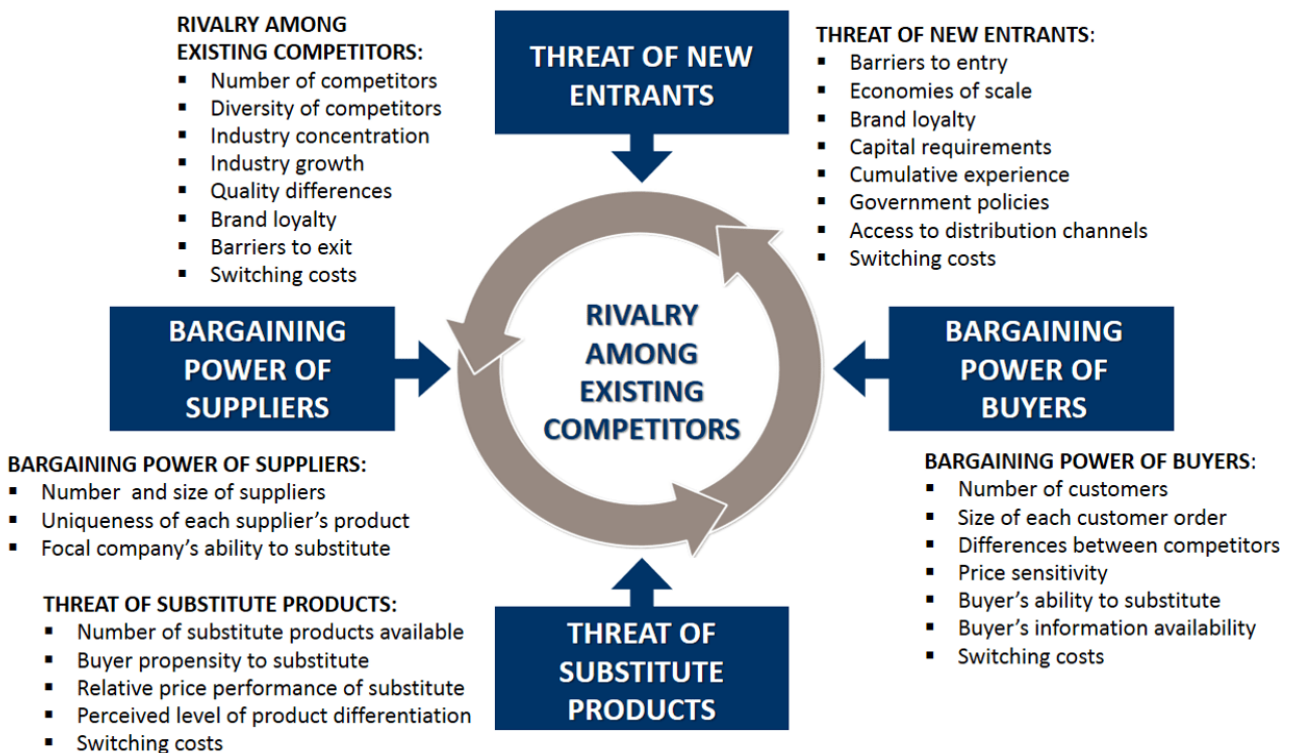 RIVALRY AMONG
EXISTING COMPETITORS:
▪ Number of competitors
▪ Diversity of competitors
▪ Industry concentration
▪ Industry growth
▪ Quality differences
▪ Brand loyalty
▪ Barriers to exit
▪ Switching costs
THREAT OF NEW
ENTRANTS
THREAT OF NEW ENTRANTS:
▪ Barriers to entry
▪ Economies of scale
▪ Brand loyalty
▪ Capital requirements
▪ Cumulative experience
▪ Government policies
▪ Access to distribution channels
▪ Switching costs
BARGAINING
POWER OF
SUPPLIERS
RIVALRY
AMONG
EXISTING
COMPETITORS
BARGAINING
POWER OF
BUYERS
BARGAINING POWER OF SUPPLIERS:
▪ Number and size of suppliers
▪ Uniqueness of each supplier’s product
▪ Focal company’s ability to substitute
BARGAINING POWER OF BUYERS:
▪ Number of customers
▪ Size of each customer order
▪ Differences between competitors
▪ Price sensitivity
▪ Buyer’s ability to substitute
▪ Buyer’s information availability
▪ Switching costs
THREAT OF SUBSTITUTE PRODUCTS:
▪ Number of substitute products available
▪ Buyer propensity to substitute
▪ Relative price performance of substitute
▪ Perceived level of product differentiation
▪ Switching costs
THREAT OF
SUBSTITUTE
PRODUCTS